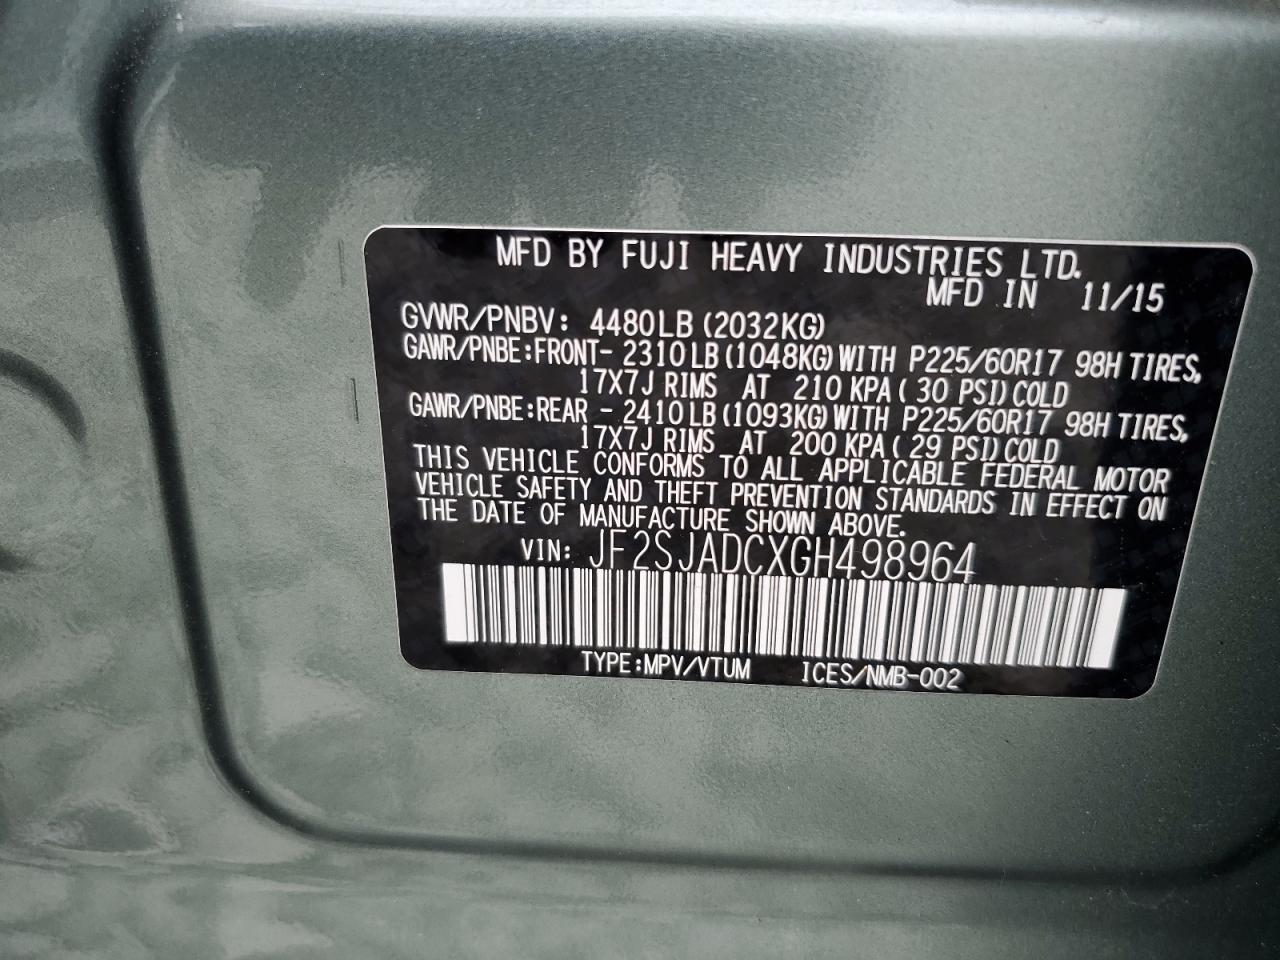 MFD BY FUJI HEAVY INDUSTRIES LTD.
MFD IN 11/15
GVWR/PNBV: 4480LB (2032KG)
GAWR/PNBE:FRONT- 2310LB (1048KG) WITH P225/60R17 98H TIRES,
17X7J RIMS AT 210 KPA ( 30 PSI) COLD
GAWR/PNBE:REAR - 2410LB (1093KG) WITH P225/60R17 98H TIRES,
17X7J RIMS AT 200 KPA ( 29 PSI) COLD
THIS VEHICLE CONFORMS TO ALL APPLICABLE FEDERAL MOTOR
VEHICLE SAFETY AND THEFT PREVENTION STANDARDS IN EFFECT ON
THE DATE OF MANUFACTURE SHOWN ABOVE.
VIN: JF2SJADCXGH498964
TYPE:MPV/VTUM ICES/NMB-002